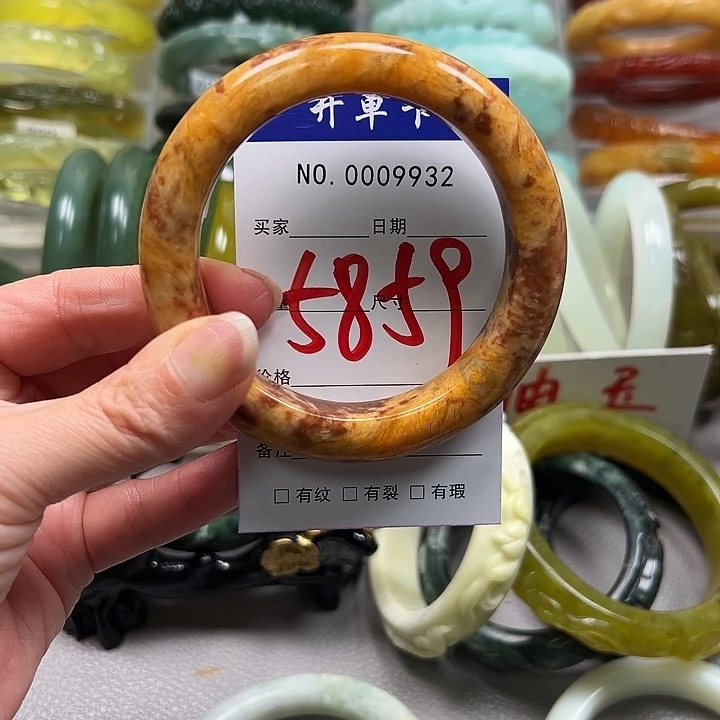 开单卡
NO. 0009932
买家 日期
尺寸
5859
价格
备注
□ 有纹 □ 有裂 □ 有瑕